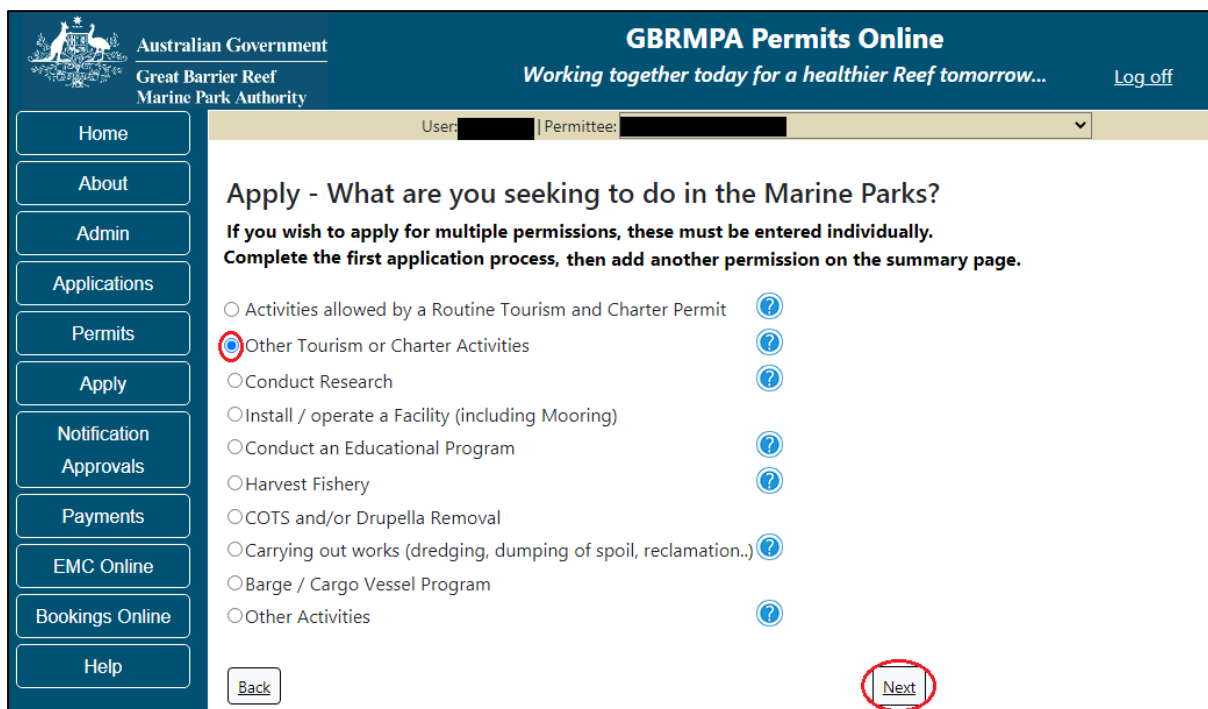 Australian Government
Great Barrier Reef
Marine Park Authority
GBRMPA Permits Online
Working together today for a healthier Reef tomorrow...
Log off
Home
About
Admin
Applications
Permits
Apply
Notification
Approvals
Payments
EMC Online
Bookings Online
Help
User: | Permittee:
Apply - What are you seeking to do in the Marine Parks?
If you wish to apply for multiple permissions, these must be entered individually.
Complete the first application process, then add another permission on the summary page.
Activities allowed by a Routine Tourism and Charter Permit ?
Other Tourism or Charter Activities ?
Conduct Research ?
Install / operate a Facility (including Mooring)
Conduct an Educational Program ?
Harvest Fishery ?
COTS and/or Drupella Removal
Carrying out works (dredging, dumping of spoil, reclamation..) ?
Barge / Cargo Vessel Program
Other Activities ?
Back
Next